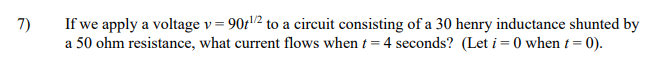 7) If we apply a voltage v = 90t^{1/2} to a circuit consisting of a 30 henry inductance shunted by
a 50 ohm resistance, what current flows when t = 4 seconds? (Let i = 0 when t = 0).